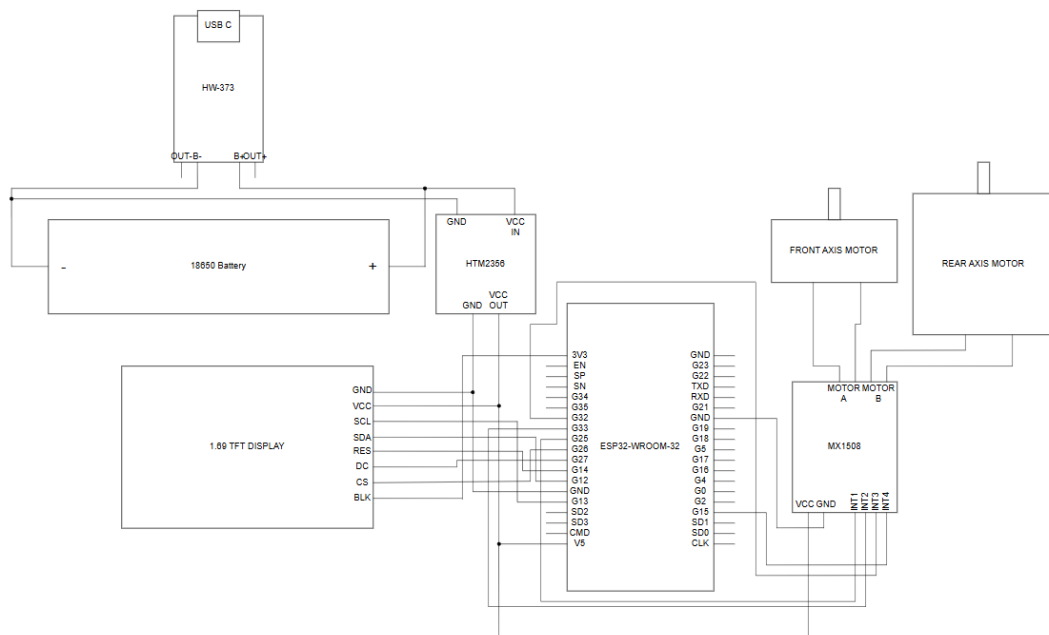 USB C
HW-373
OUT-B-
B+OUT+
GND
VCC
IN
HTM2356
GND
VCC
OUT
-
18650 Battery
+
FRONT AXIS MOTOR
REAR AXIS MOTOR
GND
VCC
SCL
SDA
RES
DC
CS
BLK
1.69 TFT DISPLAY
3V3
EN
SP
SN
G34
G35
G32
G33
G25
G26
G27
G14
G12
GND
G13
SD2
SD3
CMD
V5
ESP32-WROOM-32
GND
G23
G22
TXD
RXD
G21
GND
G19
G18
G5
G17
G16
G4
G0
G2
G15
SD1
SD0
CLK
MOTOR
A
MOTOR
B
MX1508
VCC GND
INT1
INT2
INT3
INT4